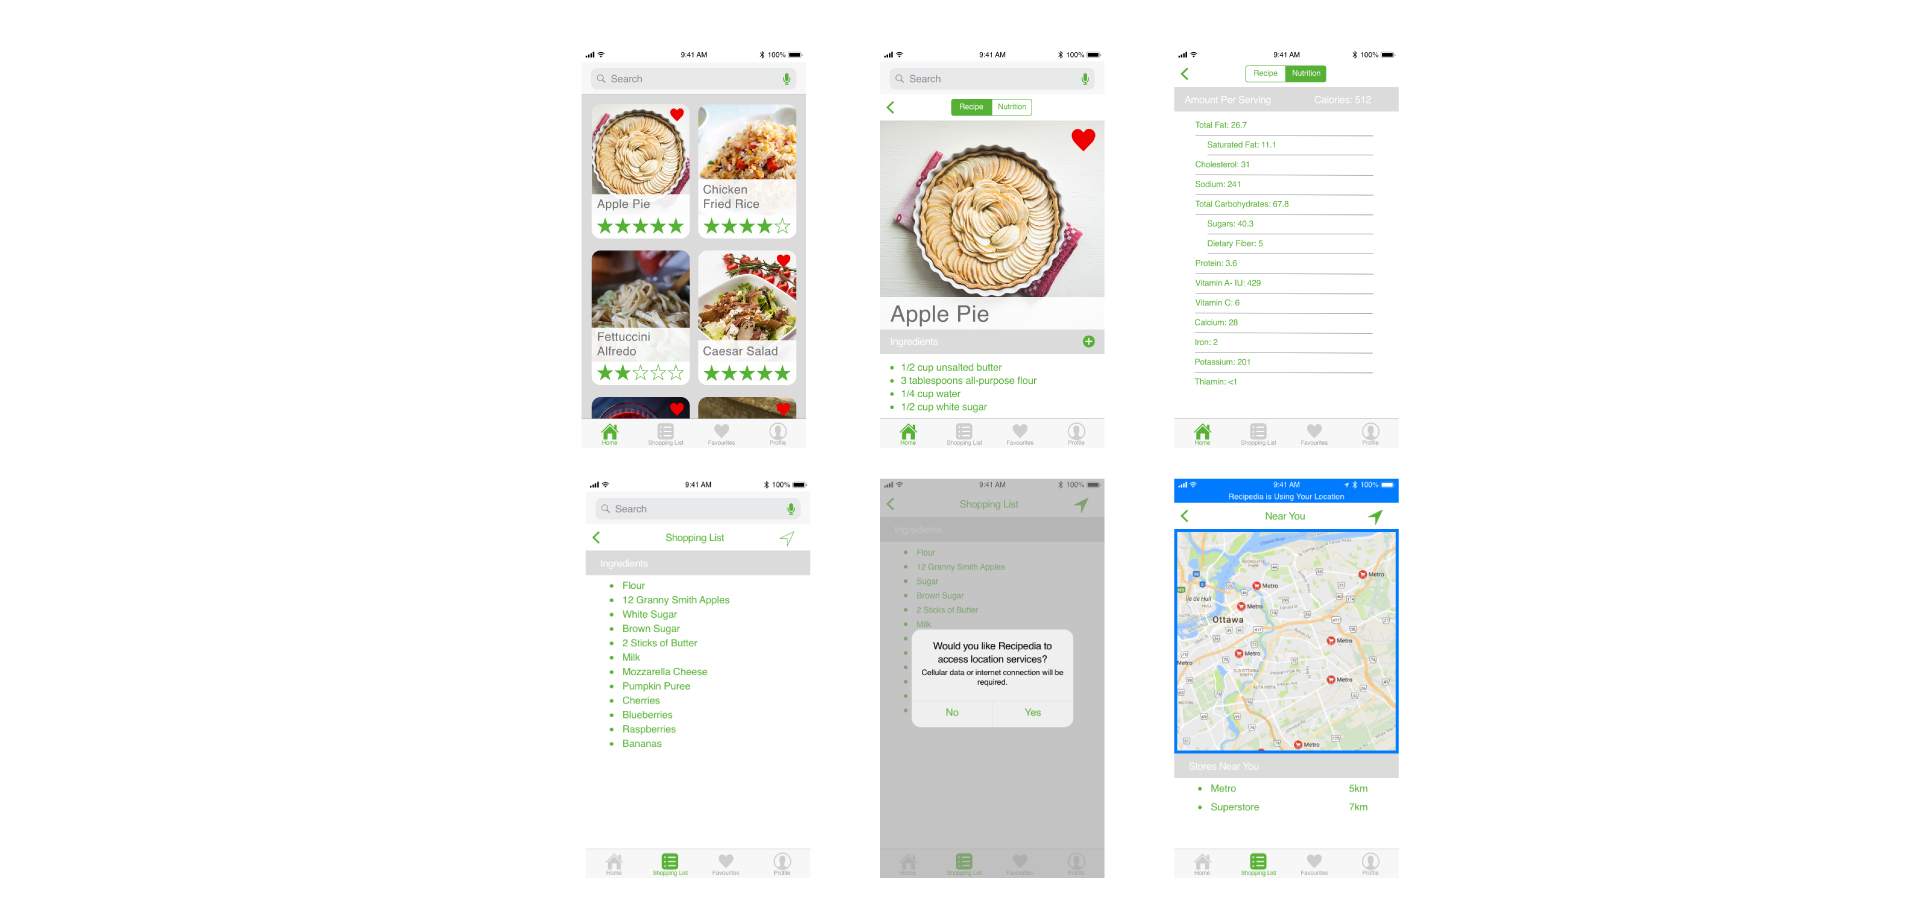 9:41 AM
100%
Search
Apple Pie
Chicken
Fried Rice
Fettuccini
Alfredo
Caesar Salad
Home
Shopping List
Favourites
Profile
9:41 AM
100%
Search
Recipe
Nutrition
Apple Pie
Ingredients
1/2 cup unsalted butter
3 tablespoons all-purpose flour
1/4 cup water
1/2 cup white sugar
Home
Shopping List
Favourites
Profile
9:41 AM
100%
Recipe
Nutrition
Amount Per Serving
Calories: 512
Total Fat: 26.7
Saturated Fat: 11.1
Cholesterol: 31
Sodium: 241
Total Carbohydrates: 67.8
Sugars: 40.3
Dietary Fiber: 5
Protein: 3.6
Vitamin A- IU: 429
Vitamin C: 6
Calcium: 28
Iron: 2
Potassium: 201
Thiamin: <1
Home
Shopping List
Favourites
Profile
9:41 AM
100%
Search
Shopping List
Ingredients
Flour
12 Granny Smith Apples
White Sugar
Brown Sugar
2 Sticks of Butter
Milk
Mozzarella Cheese
Pumpkin Puree
Cherries
Blueberries
Raspberries
Bananas
Home
Shopping List
Favourites
Profile
9:41 AM
100%
Shopping List
Ingredients
Flour
12 Granny Smith Apples
Sugar
Brown Sugar
2 Sticks of Butter
Milk
Would you like Recipedia to
access location services?
Cellular data or internet connection will be
required.
No
Yes
Home
Shopping List
Favourites
Profile
9:41 AM
100%
Recipedia is Using Your Location
Near You
Metro
Metro
Île de Hull
Metro
Ottawa
Metro
Metro
Metro
Metro
Metro
Stores Near You
Metro
5km
Superstore
7km
Home
Shopping List
Favourites
Profile